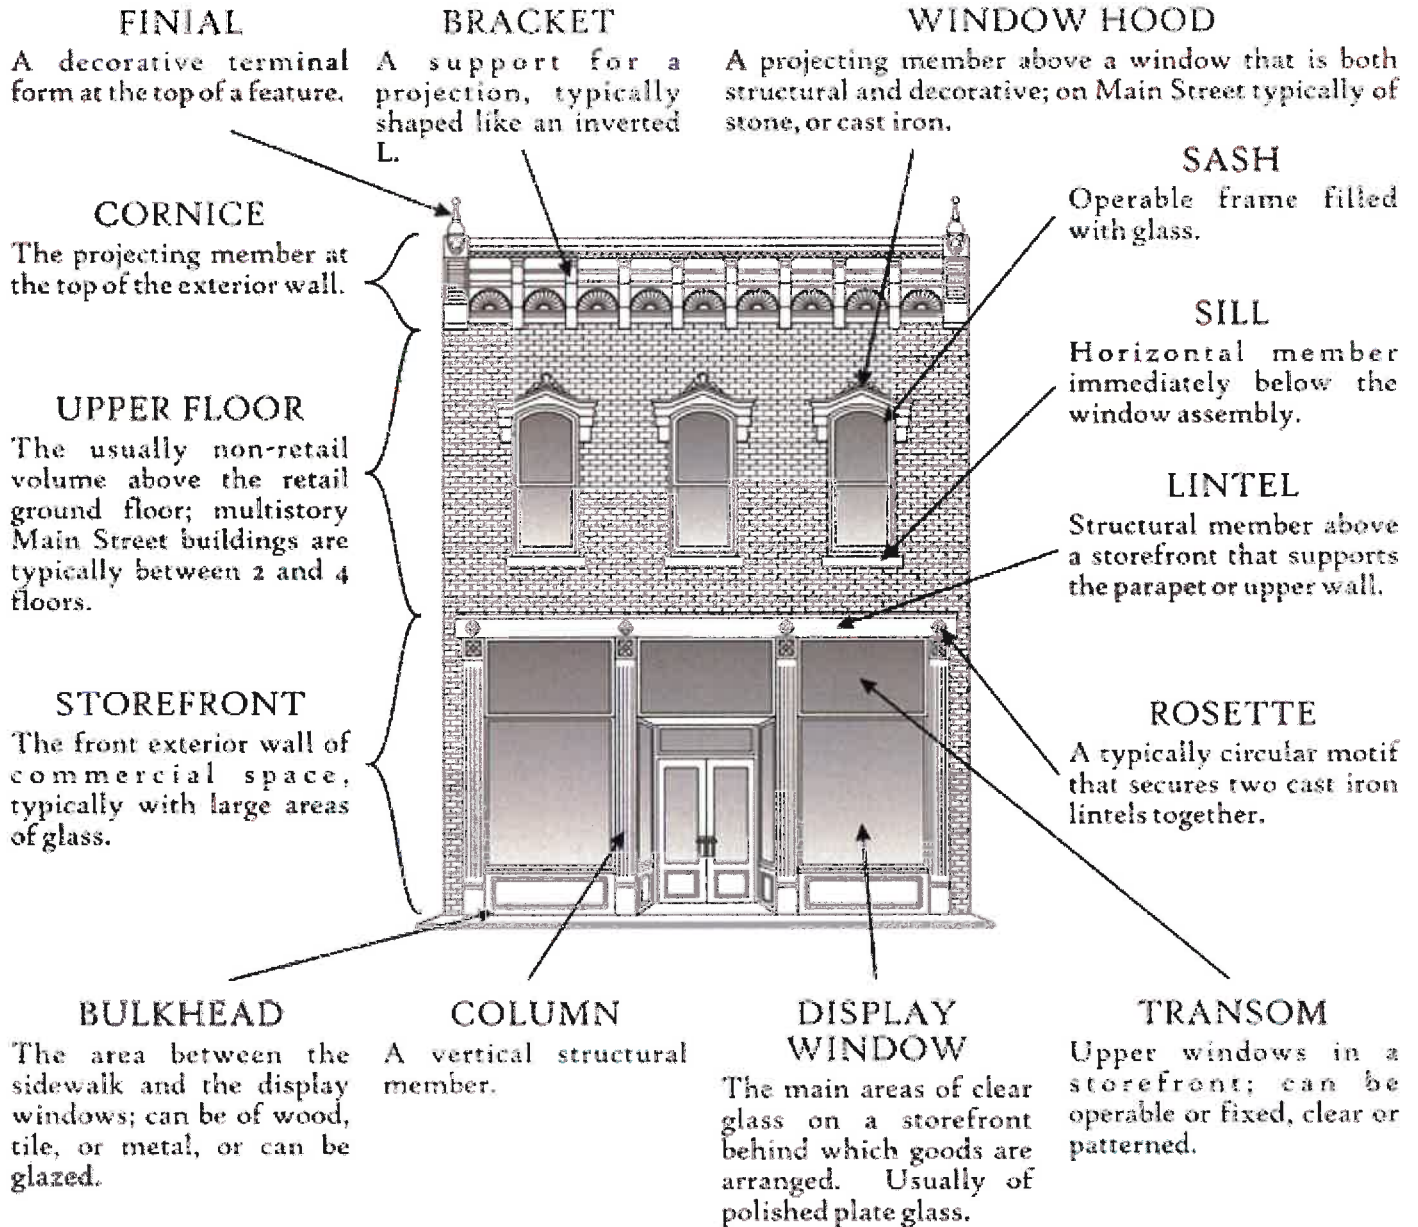 FINIAL
A decorative terminal
form at the top of a feature.
BRACKET
A support for a
projection, typically
shaped like an inverted
L.
WINDOW HOOD
A projecting member above a window that is both
structural and decorative; on Main Street typically of
stone, or cast iron.
SASH
Operable frame filled
with glass.
CORNICE
The projecting member at
the top of the exterior wall.
SILL
Horizontal member
immediately below the
window assembly.
UPPER FLOOR
The usually non-retail
volume above the retail
ground floor; multistory
Main Street buildings are
typically between 2 and 4
floors.
LINTEL
Structural member above
a storefront that supports
the parapet or upper wall.
STOREFRONT
The front exterior wall of
commercial space,
typically with large areas
of glass.
ROSETTE
A typically circular motif
that secures two cast iron
lintels together.
BULKHEAD
The area between the
sidewalk and the display
windows; can be of wood,
tile, or metal, or can be
glazed.
COLUMN
A vertical structural
member.
DISPLAY
WINDOW
The main areas of clear
glass on a storefront
behind which goods are
arranged. Usually of
polished plate glass.
TRANSOM
Upper windows in a
storefront; can be
operable or fixed, clear or
patterned.